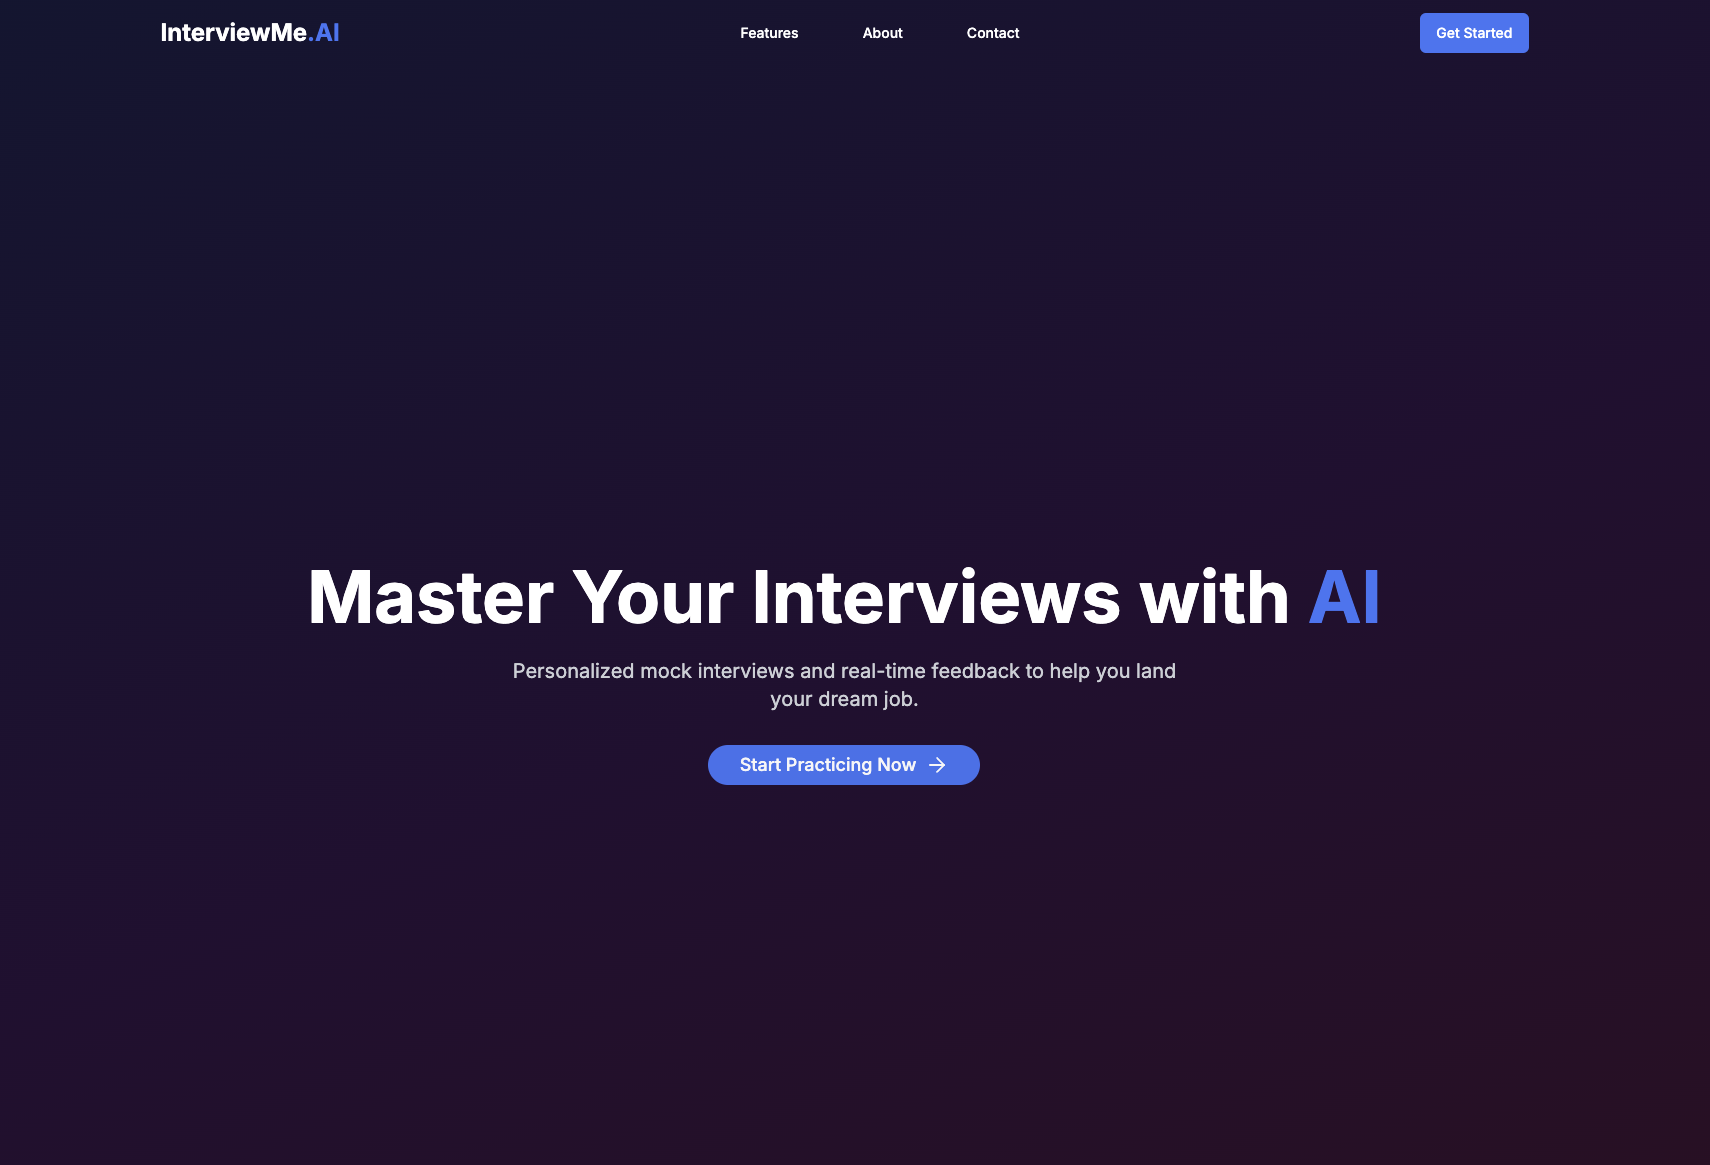 InterviewMe.AI
Features
About
Contact
Get Started
Master Your Interviews with AI
Personalized mock interviews and real-time feedback to help you land
your dream job.
Start Practicing Now